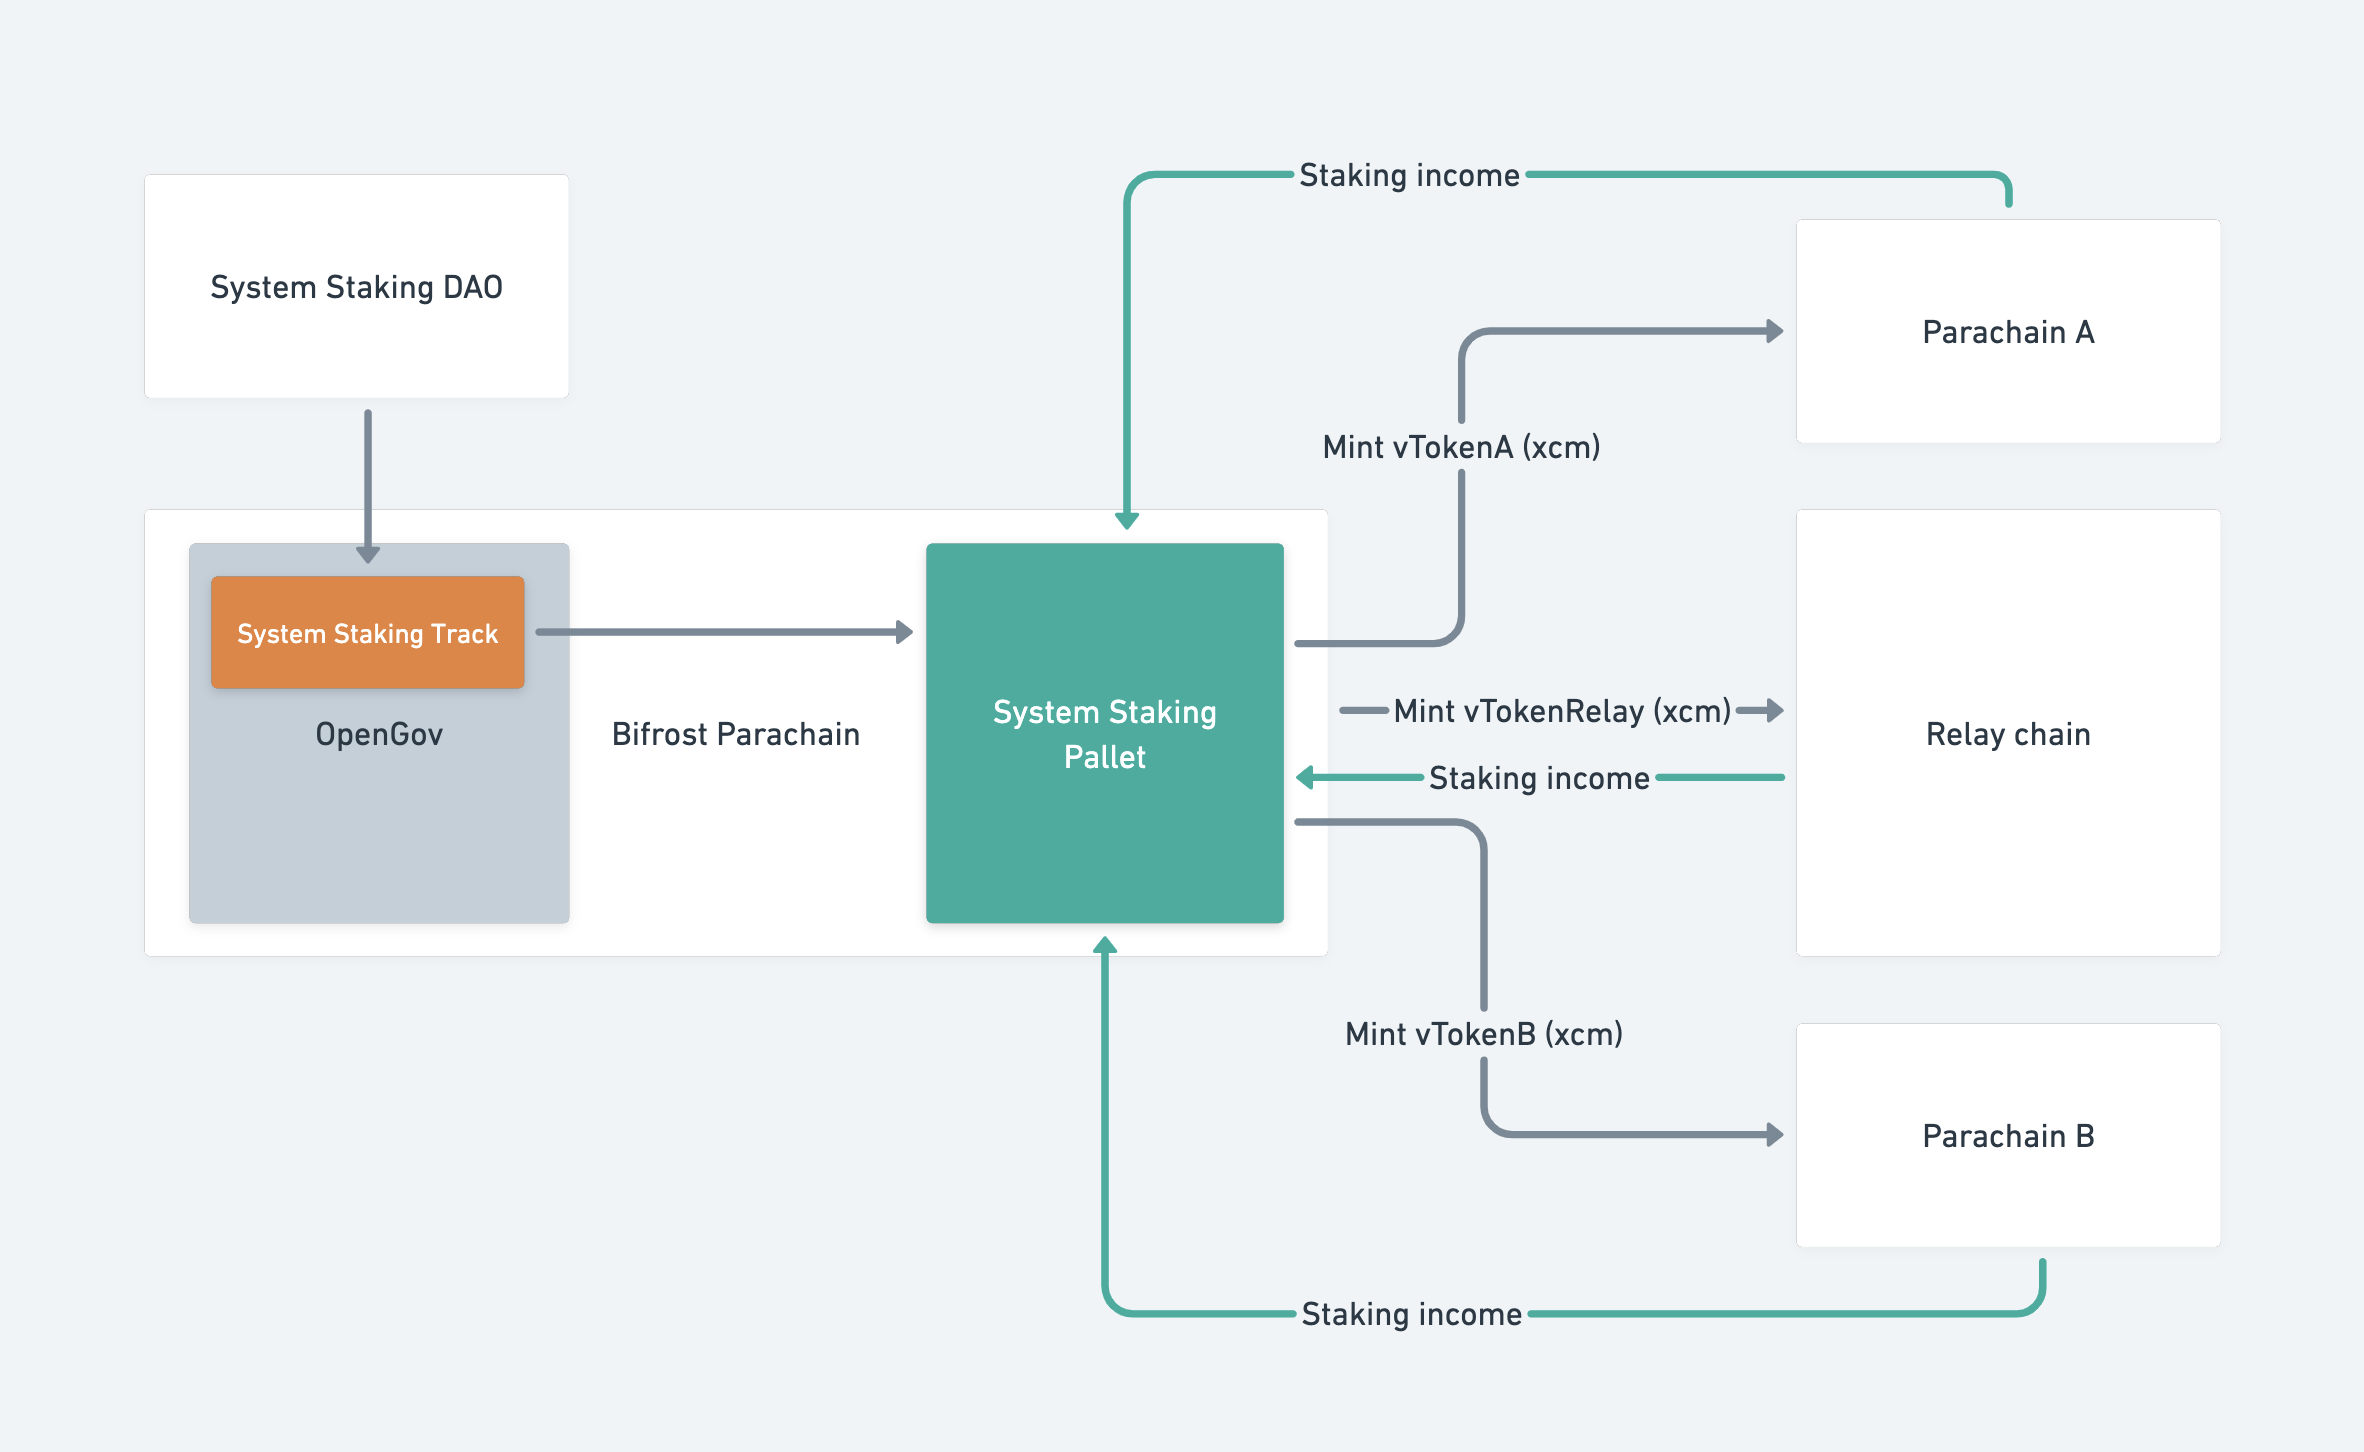 Staking income
System Staking DAO
Parachain A
Mint vTokenA (xcm)
System Staking Track
OpenGov
Bifrost Parachain
System Staking
Pallet
Mint vTokenRelay (xcm)
Relay chain
Staking income
Mint vTokenB (xcm)
Parachain B
Staking income